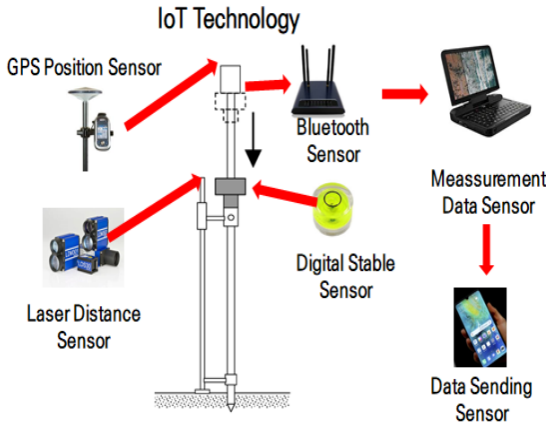 IoT Technology
GPS Position Sensor
Bluetooth
Sensor
Meassurement
Data Sensor
Laser Distance
Sensor
Digital Stable
Sensor
Data Sending
Sensor